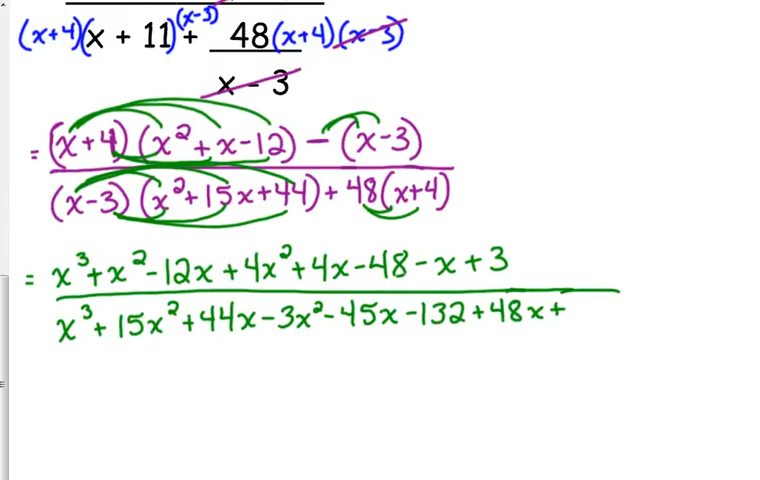 (x+4)(x + 11)(x-3) + 48(x+4)(x-3)
x - 3
= (x+4)(x²+x-12) - (x-3)
(x-3)(x²+15x+44)+48(x+4)
= x³+x²-12x+4x²+4x-48-x+3
x³+15x²+44x-3x²-45x-132+48x+